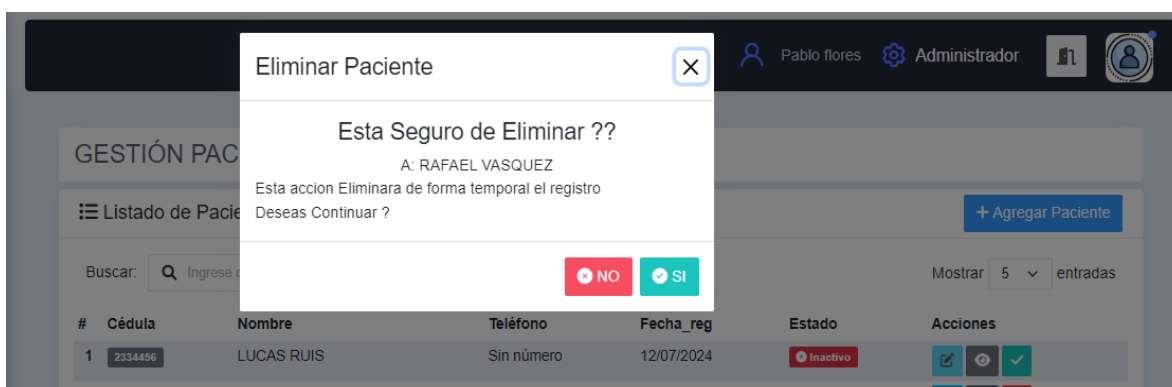 Pablo flores Administrador
Eliminar Paciente
Esta Seguro de Eliminar ??
A: RAFAEL VASQUEZ
Esta accion Eliminara de forma temporal el registro
Deseas Continuar ?
NO SI
GESTIÓN PAC
Listado de Pacie
+ Agregar Paciente
Buscar: Ingrese Mostrar 5 entradas
# Cédula Nombre Teléfono Fecha_reg Estado Acciones
1 2334456 LUCAS RUIS Sin número 12/07/2024 Inactivo